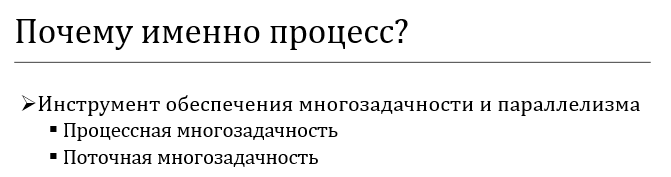 Почему именно процесс?
➢Инструмент обеспечения многозадачности и параллелизма
▪ Процессная многозадачность
▪ Поточная многозадачность